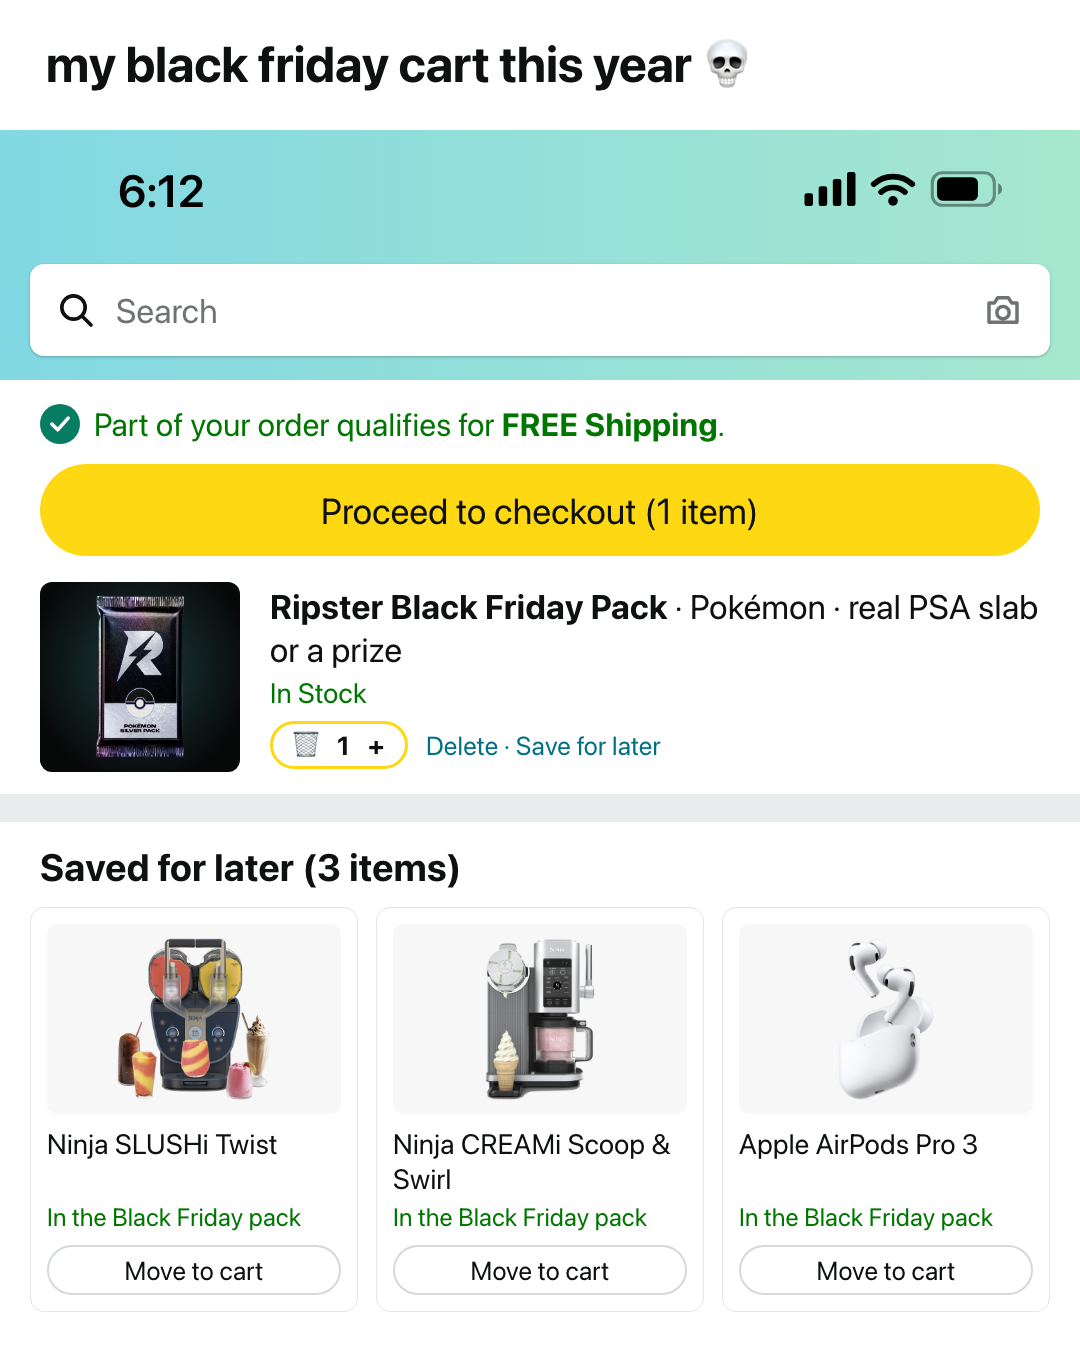 my black friday cart this year 💀
6:12
Search
Part of your order qualifies for FREE Shipping.
Proceed to checkout (1 item)
R
POKÉMON
SILVER PACK
Ripster Black Friday Pack · Pokémon · real PSA slab
or a prize
In Stock
1 +
Delete · Save for later
Saved for later (3 items)
Ninja SLUSHi Twist
In the Black Friday pack
Move to cart
Ninja CREAMi Scoop &
Swirl
In the Black Friday pack
Move to cart
Apple AirPods Pro 3
In the Black Friday pack
Move to cart